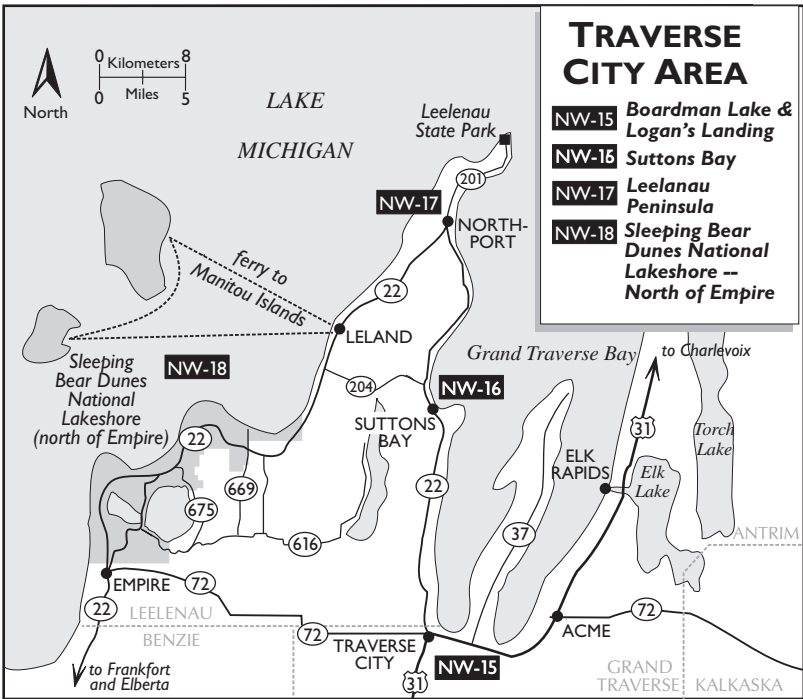 TRAVERSE
CITY AREA
NW-15 Boardman Lake &
Logan's Landing
NW-16 Suttons Bay
NW-17 Leelanau
Peninsula
NW-18 Sleeping Bear
Dunes National
Lakeshore --
North of Empire
0 Kilometers 8
0 Miles 5
North
LAKE
MICHIGAN
Leelenau
State Park
201
NW-17
NORTH-
PORT
22
ferry to
Manitou Islands
LELAND
Grand Traverse Bay
to Charlevoix
Sleeping
Bear Dunes
National
Lakeshore
(north of Empire)
NW-18
204
NW-16
SUTTONS
BAY
31
Torch
Lake
22
ELK
RAPIDS
Elk
Lake
669
22
675
37
616
ANTRIM
EMPIRE
72
22
LEELENAU
BENZIE
72
TRAVERSE
CITY
NW-15
31
ACME
72
GRAND
TRAVERSE
KALKASKA
to Frankfort
and Elberta